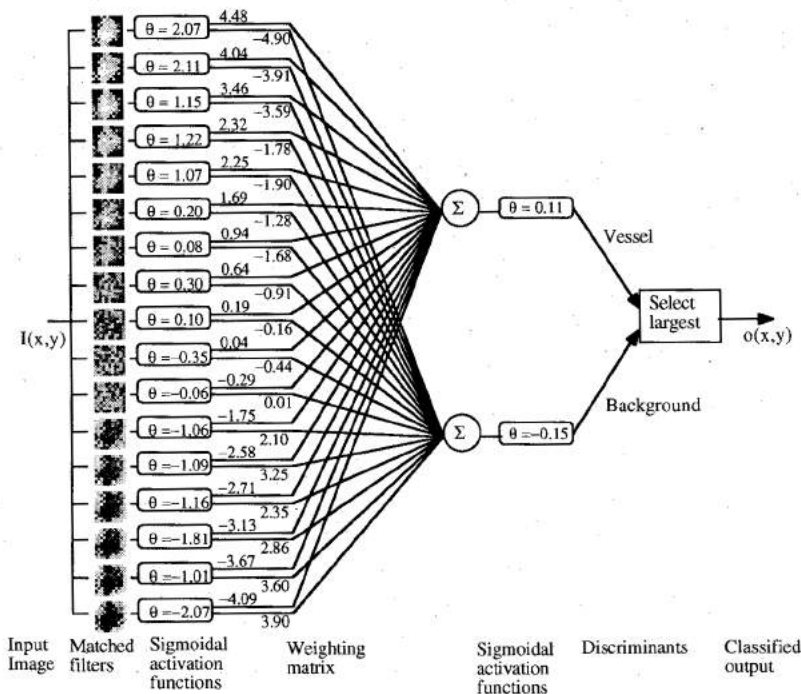 4.48
θ = 2.07
−4.90
4.04
θ = 2.11
−3.91
3.46
θ = 1.15
−3.59
2.32
θ = 1.22
−1.78
2.25
θ = 1.07
−1.90
1.69
θ = 0.20
−1.28
0.94
θ = 0.08
−1.68
0.64
θ = 0.30
−0.91
0.19
θ = 0.10
−0.16
0.04
θ = −0.35
−0.44
−0.29
θ = −0.06
0.01
−1.75
θ = −1.06
2.10
−2.58
θ = −1.09
3.25
−2.71
θ = −1.16
2.35
−3.13
θ = −1.81
2.86
−3.67
θ = −1.01
3.60
−4.09
θ = −2.07
3.90
I(x,y)
Σ
θ = 0.11
Vessel
Σ
θ = −0.15
Background
Select
largest
o(x,y)
Input
Image
Matched
filters
Sigmoidal
activation
functions
Weighting
matrix
Sigmoidal
activation
functions
Discriminants
Classified
output